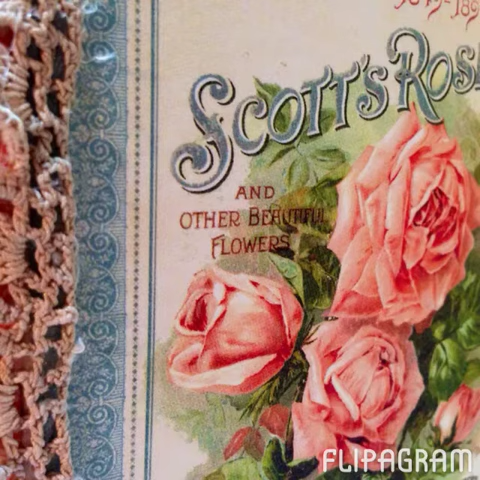 SCOTT'S ROS
AND
OTHER BEAUTIFUL
FLOWERS
FLIPAGRAM